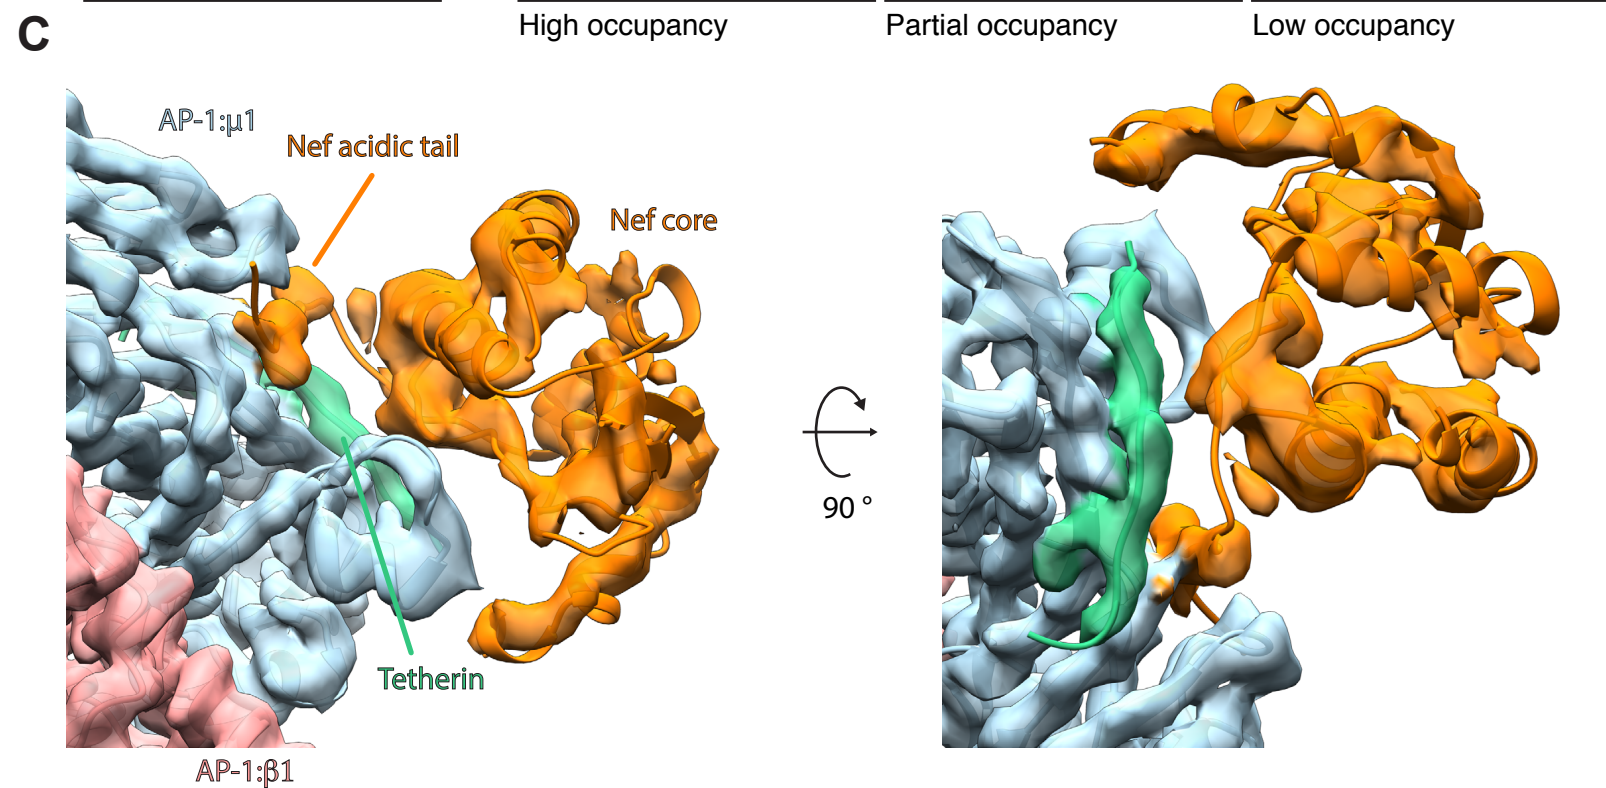 High occupancy
Partial occupancy
Low occupancy
C
AP-1:μ1
Nef acidic tail
Nef core
90 °
Tetherin
AP-1:β1